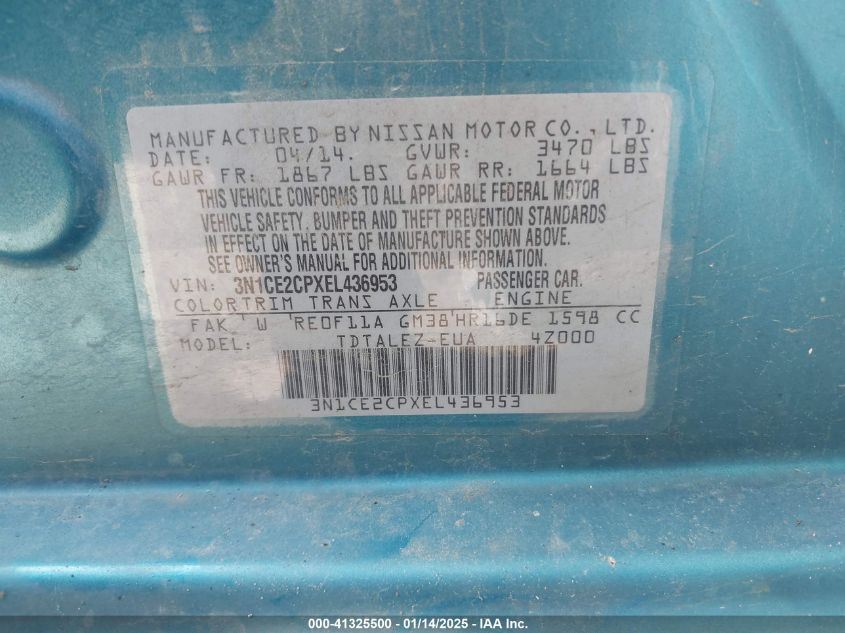 MANUFACTURED BY NISSAN MOTOR CO., LTD.
DATE: 04/14. GVWR: 3470 LBS
GAWR FR: 1867 LBS GAWR RR: 1664 LBS
THIS VEHICLE CONFORMS TO ALL APPLICABLE FEDERAL MOTOR
VEHICLE SAFETY, BUMPER AND THEFT PREVENTION STANDARDS
IN EFFECT ON THE DATE OF MANUFACTURE SHOWN ABOVE.
SEE OWNER'S MANUAL FOR ADDITIONAL INFORMATION.
VIN: 3N1CE2CPXEL436953 PASSENGER CAR.
COLOR TRIM TRANS AXLE ENGINE
FAK W RE0F11A GM38 HR16DE 1598 CC
MODEL: TDTALEZ-EUA 4Z000
3N1CE2CPXEL436953
000-41325500 - 01/14/2025 - IAA Inc.